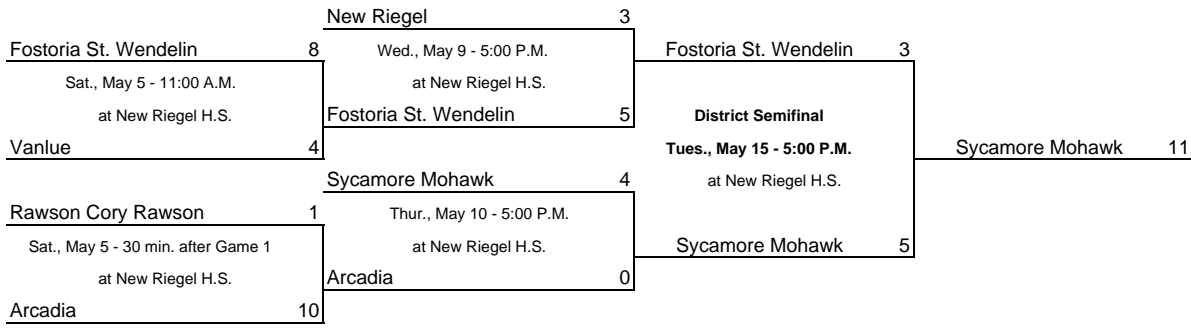 New Riegel 3
Fostoria St. Wendelin 8
Wed., May 9 - 5:00 P.M.
Fostoria St. Wendelin 3
Sat., May 5 - 11:00 A.M.
at New Riegel H.S.
at New Riegel H.S.
Fostoria St. Wendelin 5
District Semifinal
Vanlue 4
Tues., May 15 - 5:00 P.M.
Sycamore Mohawk 11
Sycamore Mohawk 4
at New Riegel H.S.
Rawson Cory Rawson 1
Thur., May 10 - 5:00 P.M.
Sat., May 5 - 30 min. after Game 1
at New Riegel H.S.
Sycamore Mohawk 5
at New Riegel H.S.
Arcadia 0
Arcadia 10